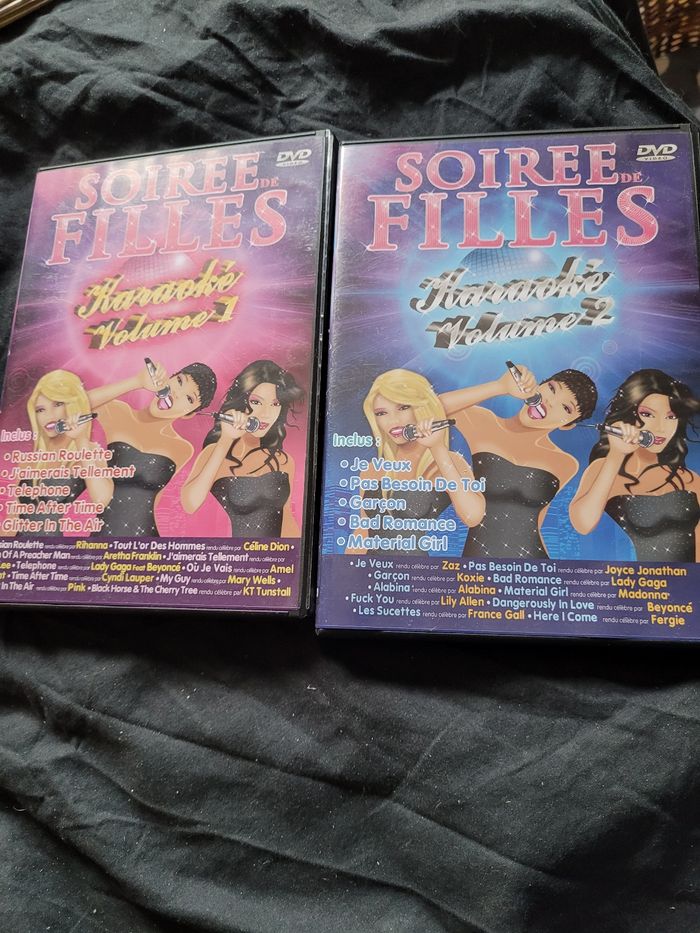 DVD
VIDEO
SOIREE DE
FILLES
Karaoké
Volume 1
Inclus :
• Russian Roulette
• J'aimerais Tellement
• Telephone
• Time After Time
• Glitter In The Air
Roulette rendu célèbre par Rihanna • Tout L'or Des Hommes rendu célèbre par Céline Dion •
Of A Preacher Man rendu célèbre par Aretha Franklin • J'aimerais Tellement rendu célèbre par
Lee • Telephone rendu célèbre par Lady Gaga Feat Beyoncé • Où Je Vais rendu célèbre par Amel
• Time After Time rendu célèbre par Cyndi Lauper • My Guy rendu célèbre par Mary Wells •
In The Air rendu célèbre par Pink • Black Horse & The Cherry Tree rendu célèbre par KT Tunstall
DVD
VIDEO
SOIREE DE
FILLES
Karaoké
Volume 2
Inclus :
• Je Veux
• Pas Besoin De Toi
• Garçon
• Bad Romance
• Material Girl
• Je Veux rendu célèbre par Zaz • Pas Besoin De Toi rendu célèbre par Joyce Jonathan
• Garçon rendu célèbre par Koxie • Bad Romance rendu célèbre par Lady Gaga
• Alabina rendu célèbre par Alabina • Material Girl rendu célèbre par Madonna
• Fuck You rendu célèbre par Lily Allen • Dangerously In Love rendu célèbre par Beyoncé
• Les Sucettes rendu célèbre par France Gall • Here I Come rendu célèbre par Fergie